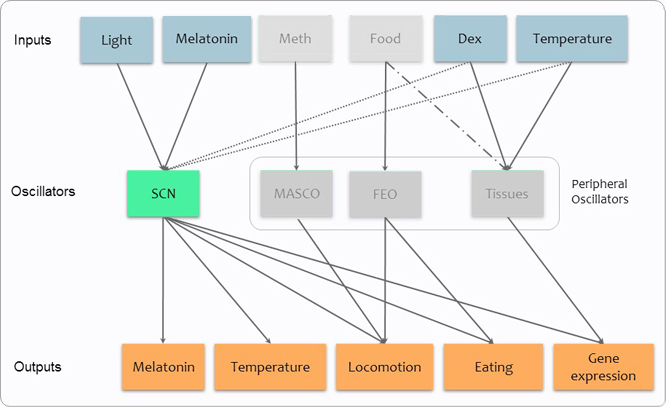 Inputs
Light
Melatonin
Meth
Food
Dex
Temperature
Oscillators
SCN
MASCO
FEO
Tissues
Peripheral
Oscillators
Outputs
Melatonin
Temperature
Locomotion
Eating
Gene
expression